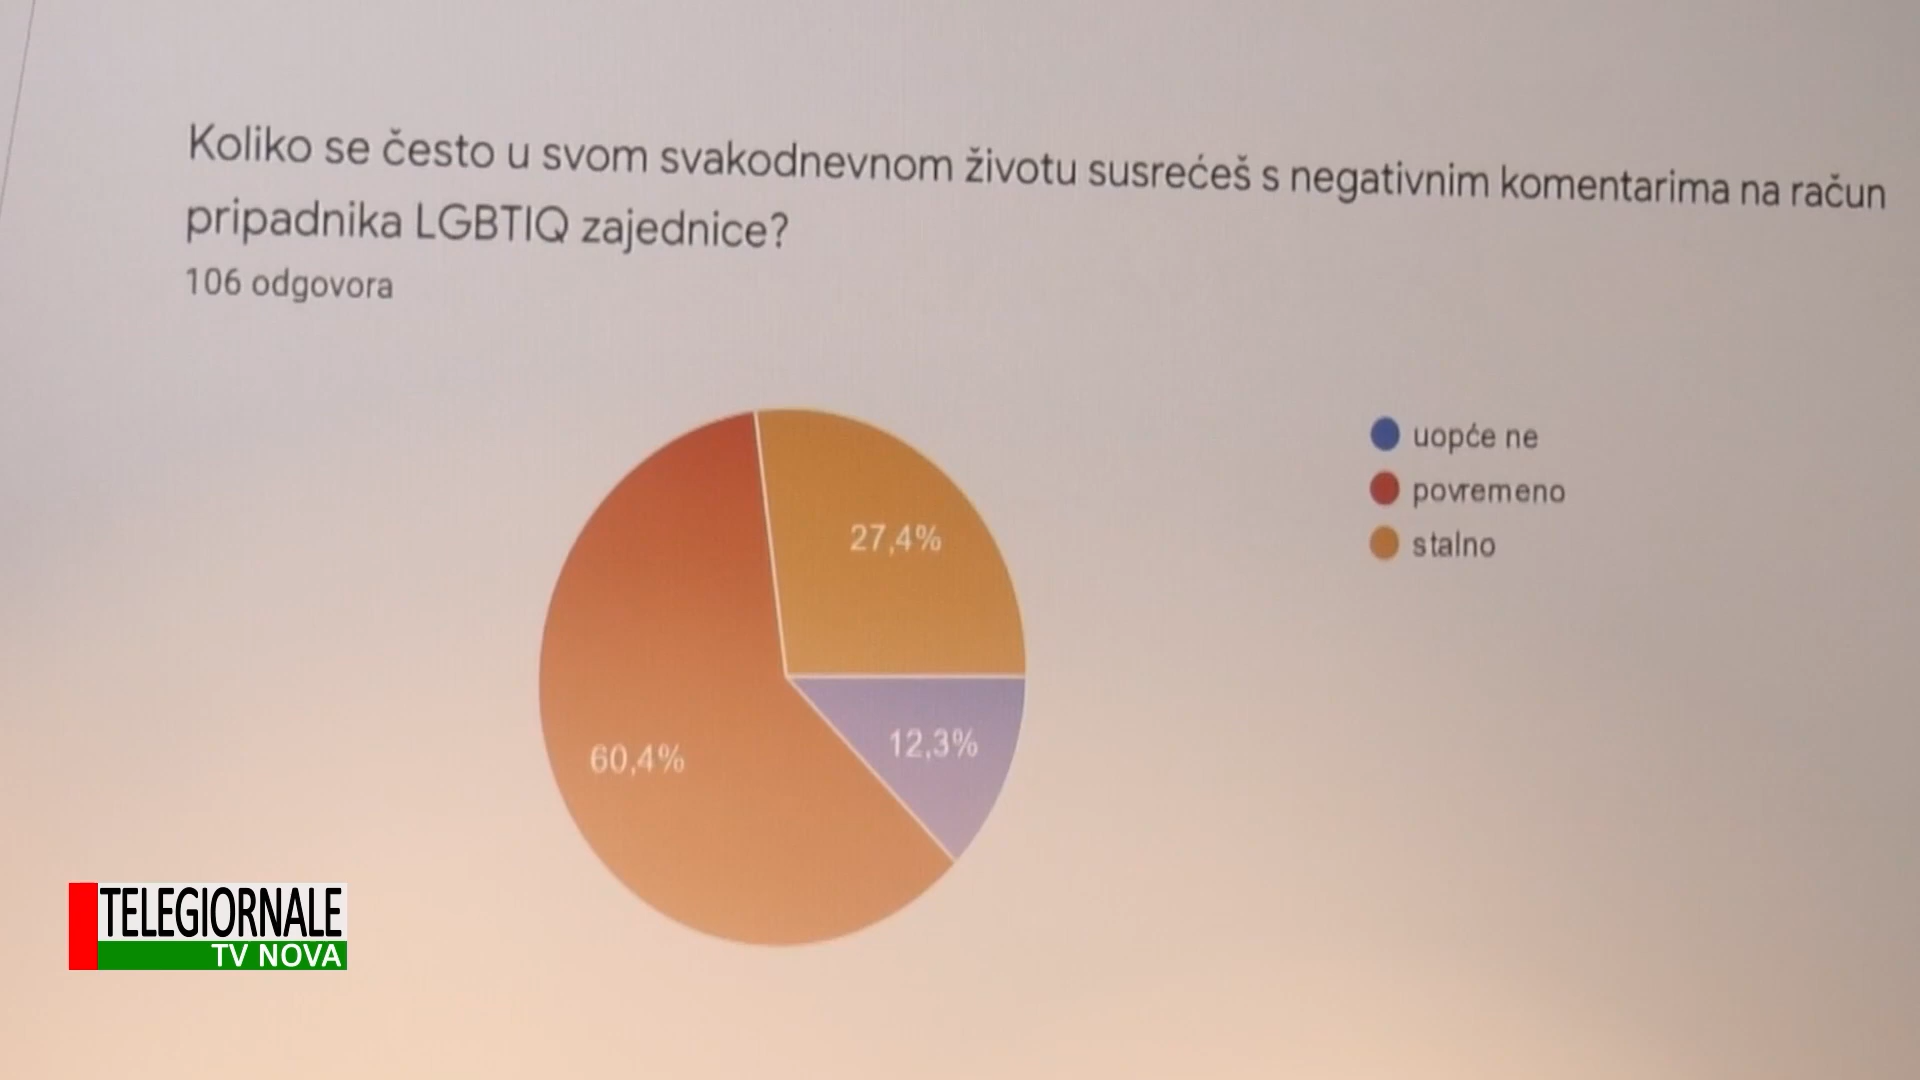 Koliko se često u svom svakodnevnom životu susrećeš s negativnim komentarima na račun
pripadnika LGBTIQ zajednice?
106 odgovora
uopće ne
povremeno
stalno
27,4%
12,3%
60,4%
TELEGIORNALE
TV NOVA